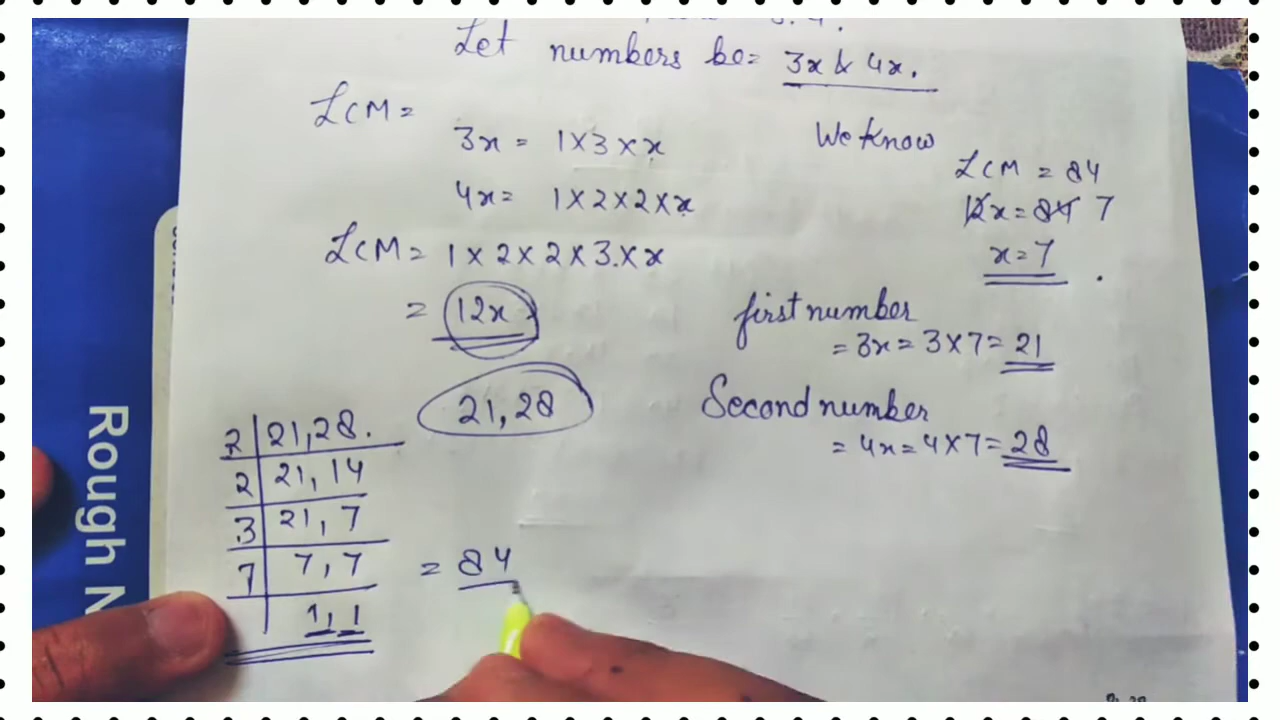 3:4.
Let numbers be= 3x & 4x.
LCM=
3x = 1×3×x
4x= 1×2×2×x
LCM= 1×2×2×3.×x
= 12x
21,28
We Know
LCM = 84
12x=84 7
x=7
first number
=3x=3×7=21
Second number
=4x=4×7=28
2|21,28.
2|21,14
3|21,7
7|7,7
1,1
=84
Rough N